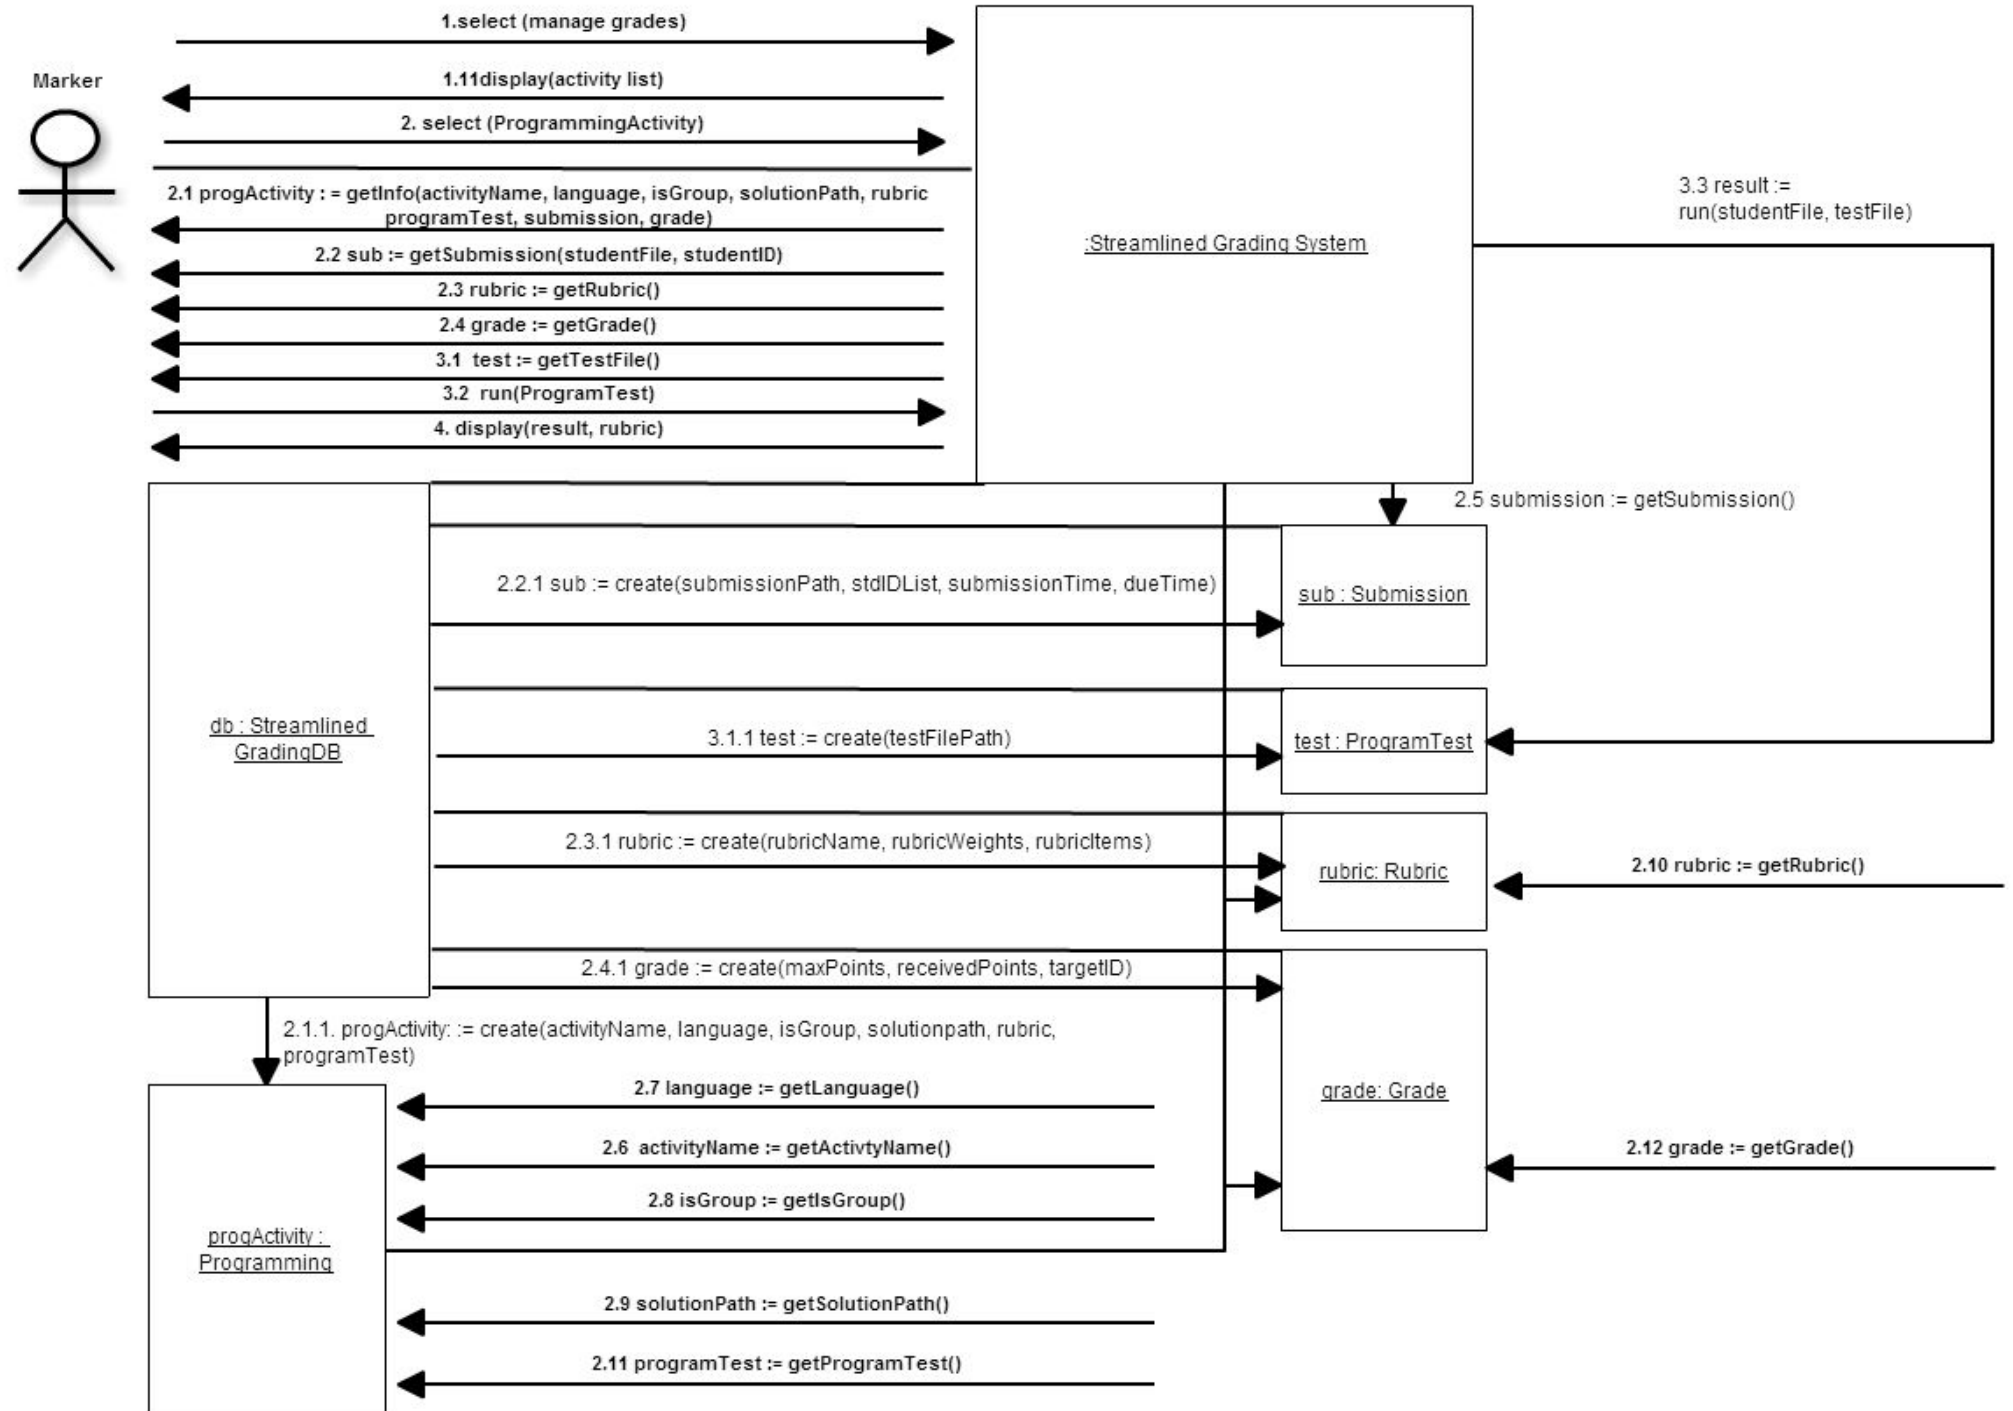 1.select (manage grades)
Marker
1.11display(activity list)
2. select (ProgrammingActivity)
2.1 progActivity : = getInfo(activityName, language, isGroup, solutionPath, rubric
programTest, submission, grade)
2.2 sub := getSubmission(studentFile, studentID)
2.3 rubric := getRubric()
2.4 grade := getGrade()
3.1 test := getTestFile()
3.2 run(ProgramTest)
4. display(result, rubric)
:Streamlined Grading System
3.3 result :=
run(studentFile, testFile)
2.5 submission := getSubmission()
2.2.1 sub := create(submissionPath, stdIDList, submissionTime, dueTime)
sub : Submission
db : Streamlined
GradingDB
3.1.1 test := create(testFilePath)
test : ProgramTest
2.3.1 rubric := create(rubricName, rubricWeights, rubricItems)
rubric: Rubric
2.10 rubric := getRubric()
2.4.1 grade := create(maxPoints, receivedPoints, targetID)
2.1.1. progActivity: := create(activityName, language, isGroup, solutionpath, rubric,
programTest)
2.7 language := getLanguage()
grade: Grade
2.6 activityName := getActivtyName()
2.12 grade := getGrade()
2.8 isGroup := getIsGroup()
progActivity :
Programming
2.9 solutionPath := getSolutionPath()
2.11 programTest := getProgramTest()